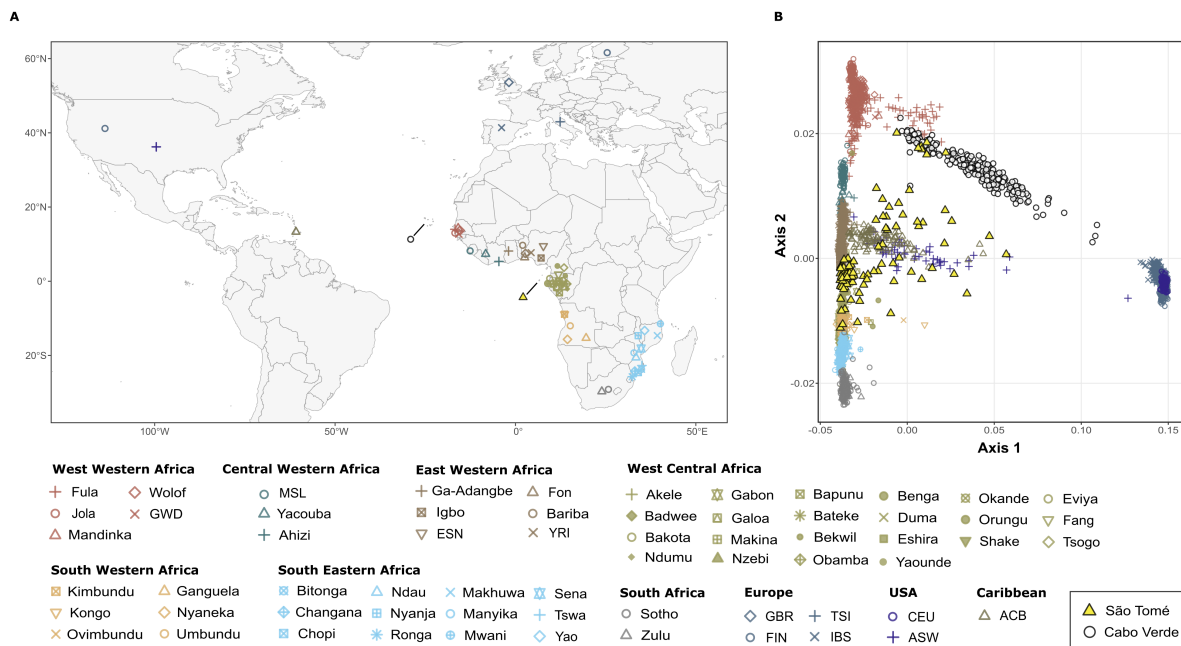 A
B
60°N
40°N
20°N
0°
20°S
100°W
50°W
0°
50°E
Axis 2
0.02
0.00
-0.02
-0.05
0.00
0.05
0.10
0.15
Axis 1
West Western Africa
Fula
Wolof
Jola
GWD
Mandinka
Central Western Africa
MSL
Yacouba
Ahizi
East Western Africa
Ga-Adangbe
Fon
Igbo
Bariba
ESN
YRI
West Central Africa
Akele
Gabon
Bapunu
Benga
Okande
Eviya
Badwee
Galoa
Bateke
Duma
Orungu
Fang
Bakota
Makina
Bekwil
Eshira
Shake
Tsogo
Ndumu
Nzebi
Obamba
Yaounde
South Western Africa
Kimbundu
Ganguela
Kongo
Nyaneka
Ovimbundu
Umbundu
South Eastern Africa
Bitonga
Ndau
Makhuwa
Sena
Changana
Nyanja
Manyika
Tswa
Chopi
Ronga
Mwani
Yao
South Africa
Sotho
Zulu
Europe
GBR
TSI
FIN
IBS
USA
CEU
ASW
Caribbean
ACB
São Tomé
Cabo Verde